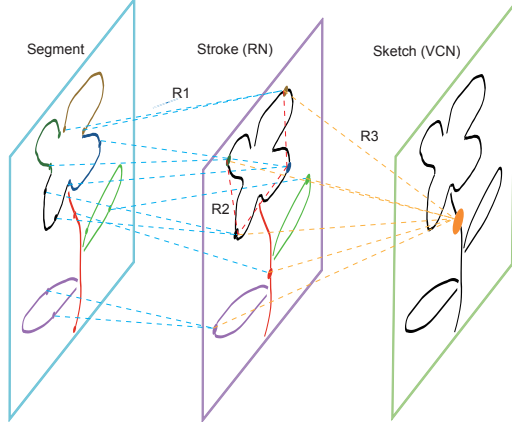 Segment
Stroke (RN)
Sketch (VCN)
R1
R3
R2